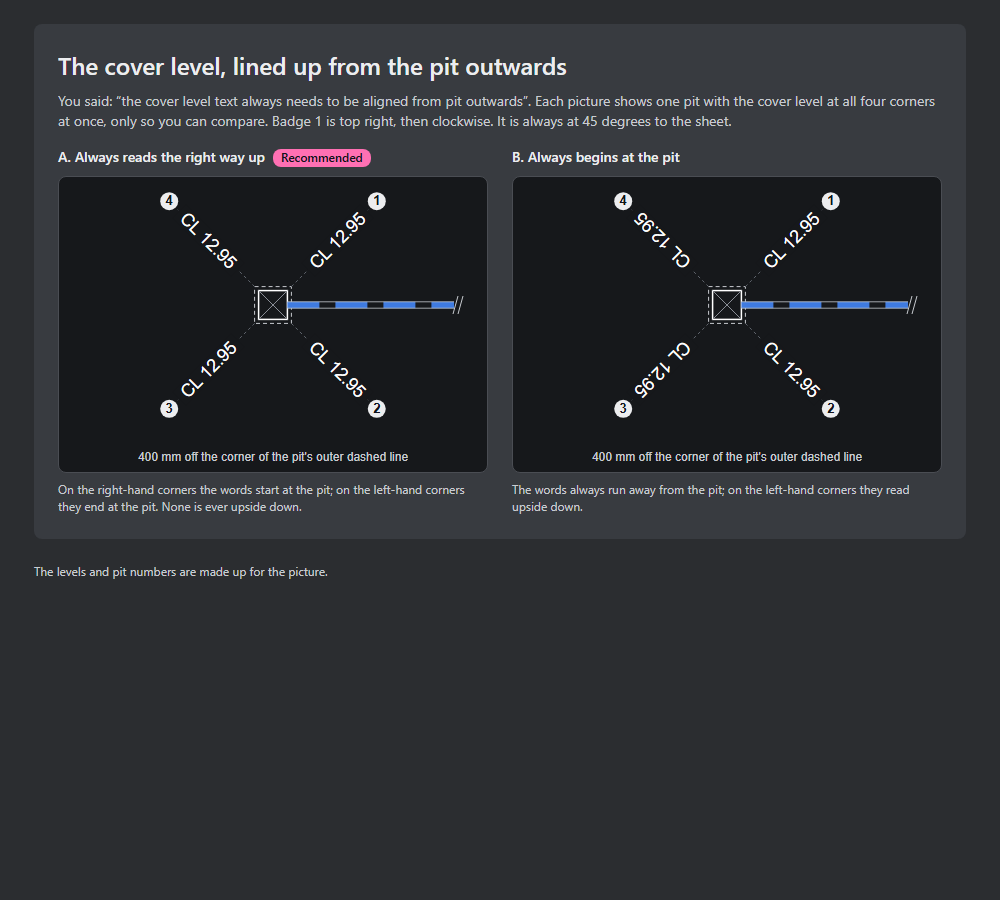 The cover level, lined up from the pit outwards
You said: “the cover level text always needs to be aligned from pit outwards”. Each picture shows one pit with the cover level at all four corners
at once, only so you can compare. Badge 1 is top right, then clockwise. It is always at 45 degrees to the sheet.
A. Always reads the right way up Recommended
4
1
CL 12.95
CL 12.95
CL 12.95
CL 12.95
3
2
400 mm off the corner of the pit's outer dashed line
On the right-hand corners the words start at the pit; on the left-hand corners
they end at the pit. None is ever upside down.
B. Always begins at the pit
4
1
CL 12.95
CL 12.95
CL 12.95
CL 12.95
3
2
400 mm off the corner of the pit's outer dashed line
The words always run away from the pit; on the left-hand corners they read
upside down.
The levels and pit numbers are made up for the picture.